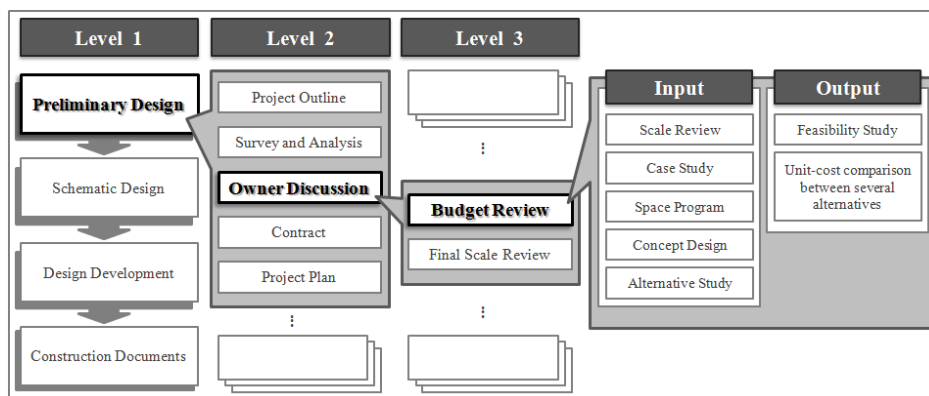 Level 1
Level 2
Level 3
Preliminary Design
Schematic Design
Design Development
Construction Documents
Project Outline
Survey and Analysis
Owner Discussion
Contract
Project Plan
Budget Review
Final Scale Review
Input
Scale Review
Case Study
Space Program
Concept Design
Alternative Study
Output
Feasibility Study
Unit-cost comparison
between several
alternatives